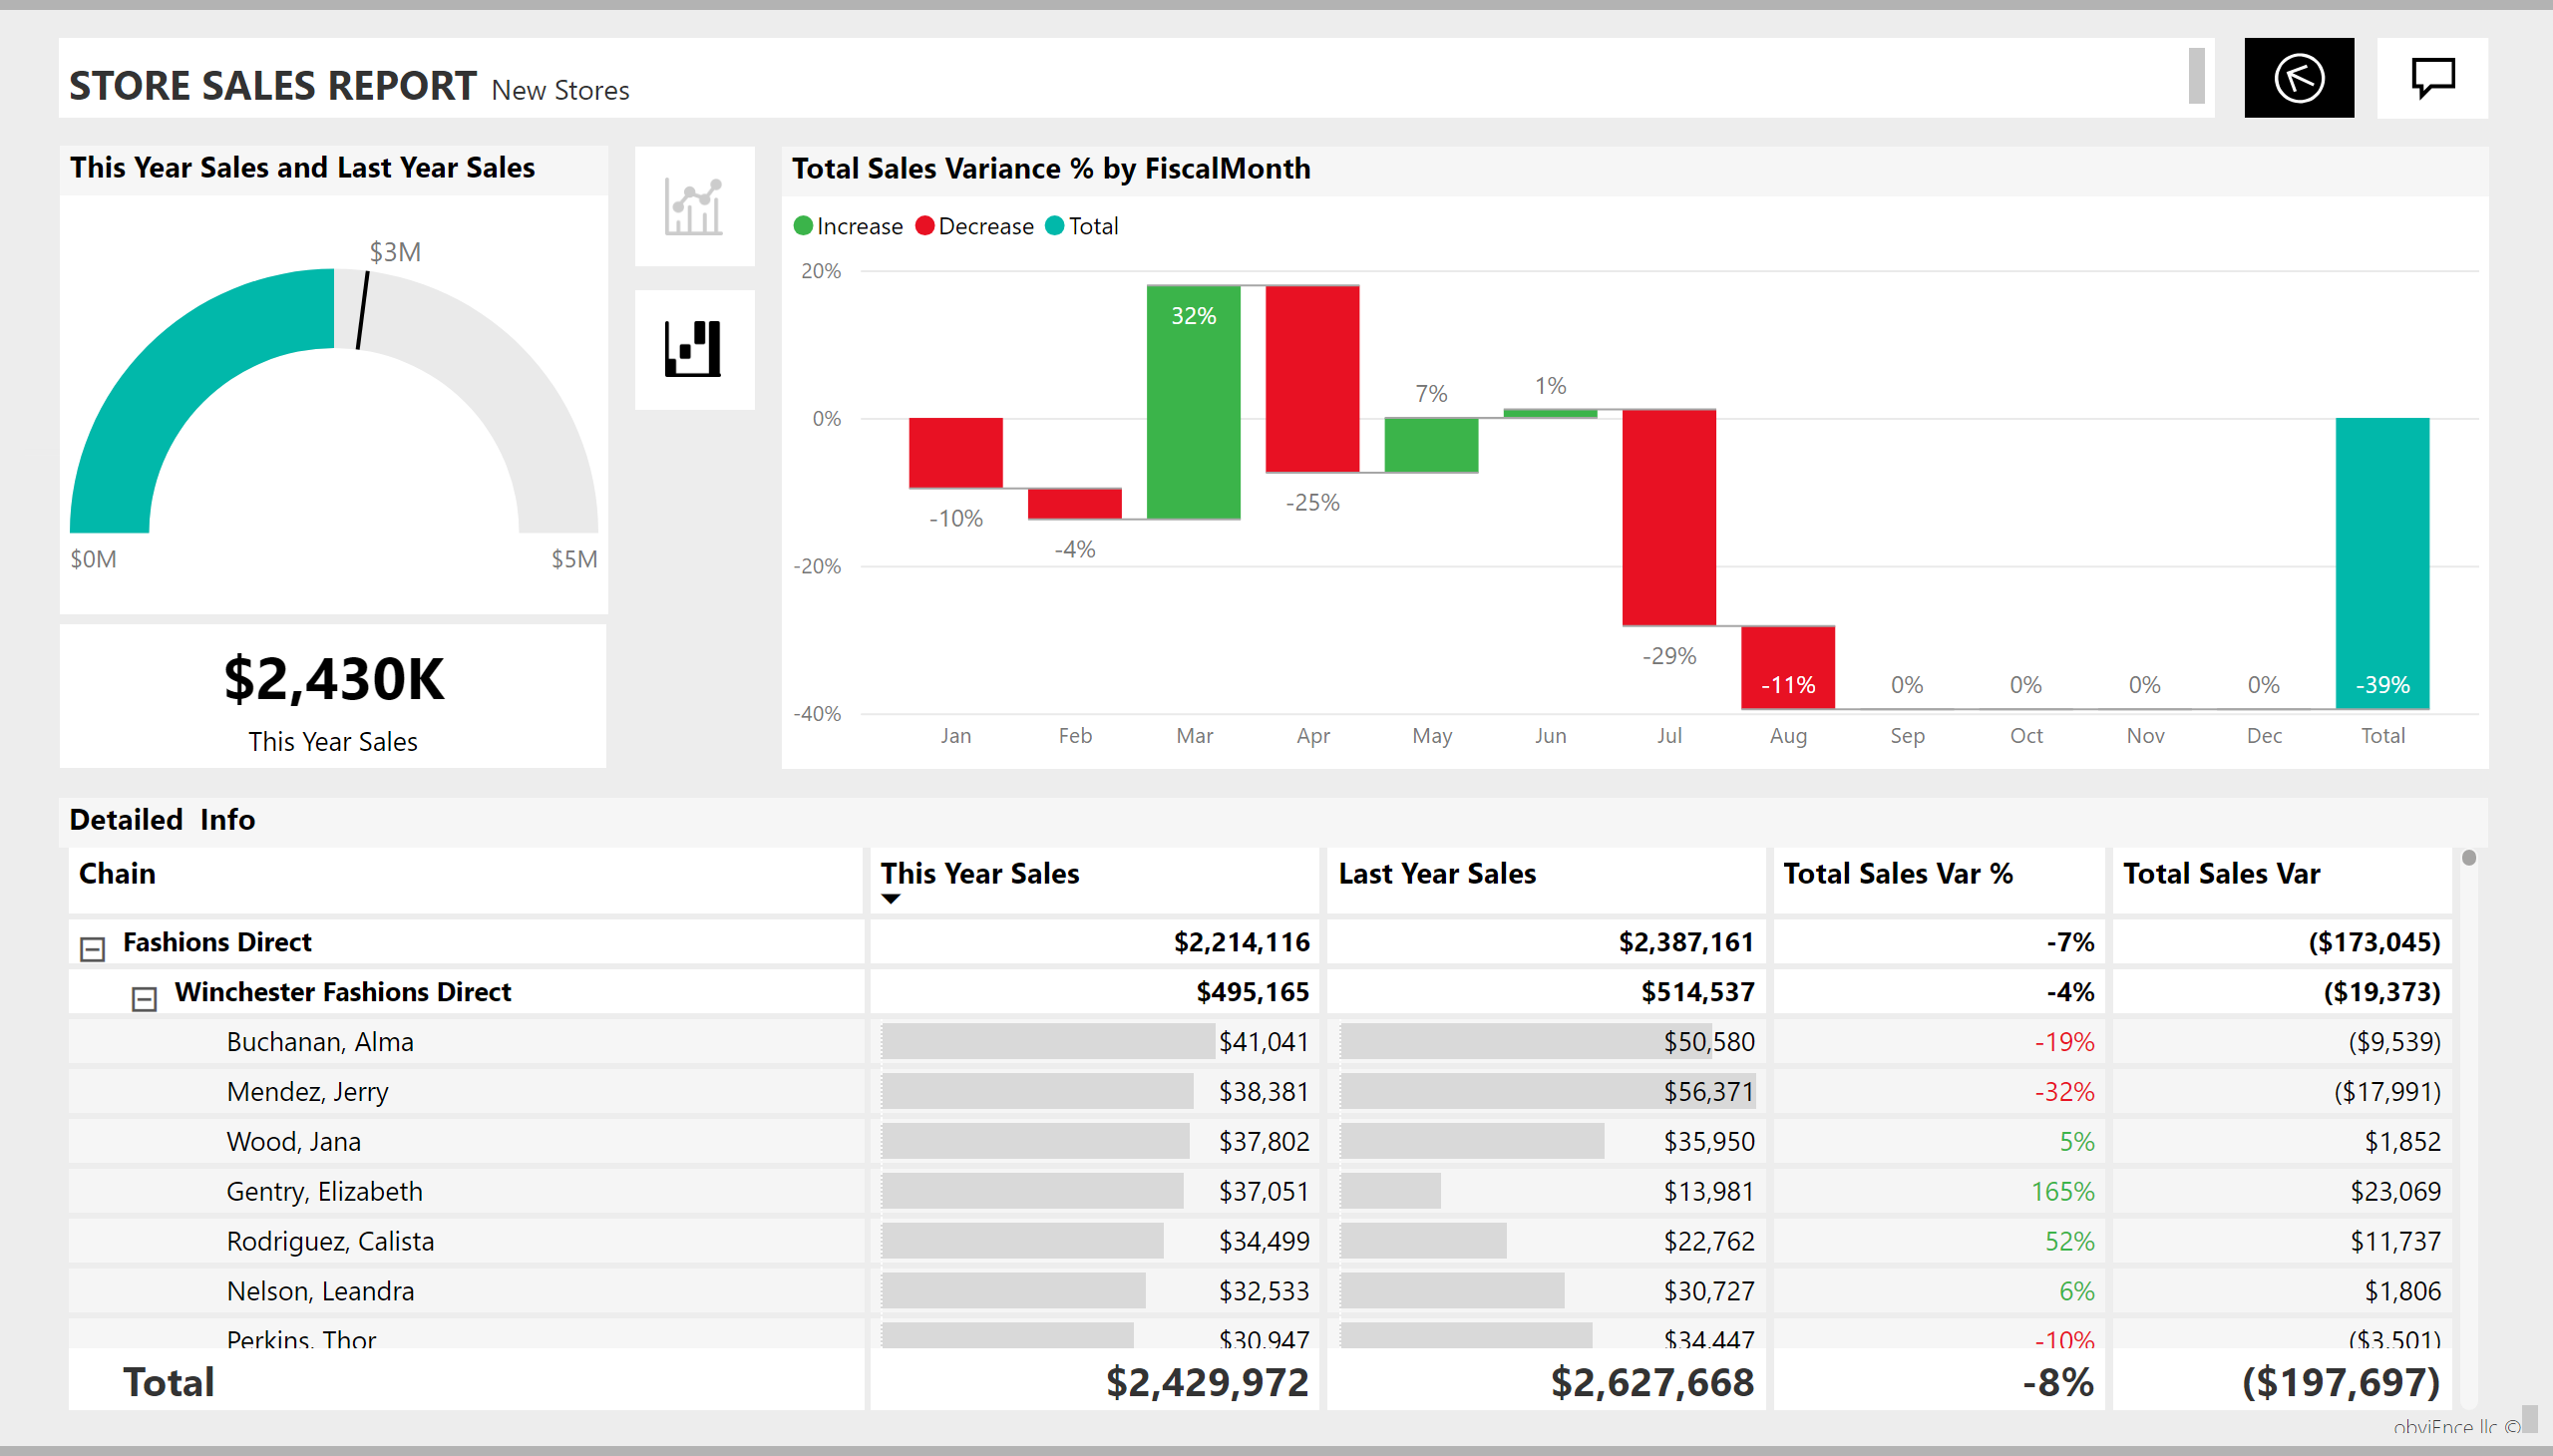 STORE SALES REPORT New Stores
This Year Sales and Last Year Sales
$3M
$0M $5M
$2,430K
This Year Sales
Total Sales Variance % by FiscalMonth
Increase Decrease Total
20%
0%
-20%
-40%
-10% -4% 32% -25% 7% 1% -29% -11% 0% 0% 0% 0% -39%
Jan Feb Mar Apr May Jun Jul Aug Sep Oct Nov Dec Total
Detailed Info
Chain This Year Sales Last Year Sales Total Sales Var % Total Sales Var
Fashions Direct $2,214,116 $2,387,161 -7% ($173,045)
Winchester Fashions Direct $495,165 $514,537 -4% ($19,373)
Buchanan, Alma $41,041 $50,580 -19% ($9,539)
Mendez, Jerry $38,381 $56,371 -32% ($17,991)
Wood, Jana $37,802 $35,950 5% $1,852
Gentry, Elizabeth $37,051 $13,981 165% $23,069
Rodriguez, Calista $34,499 $22,762 52% $11,737
Nelson, Leandra $32,533 $30,727 6% $1,806
Perkins, Thor $30,947 $34,447 -10% ($3,501)
Total $2,429,972 $2,627,668 -8% ($197,697)
obviEnce llc ©